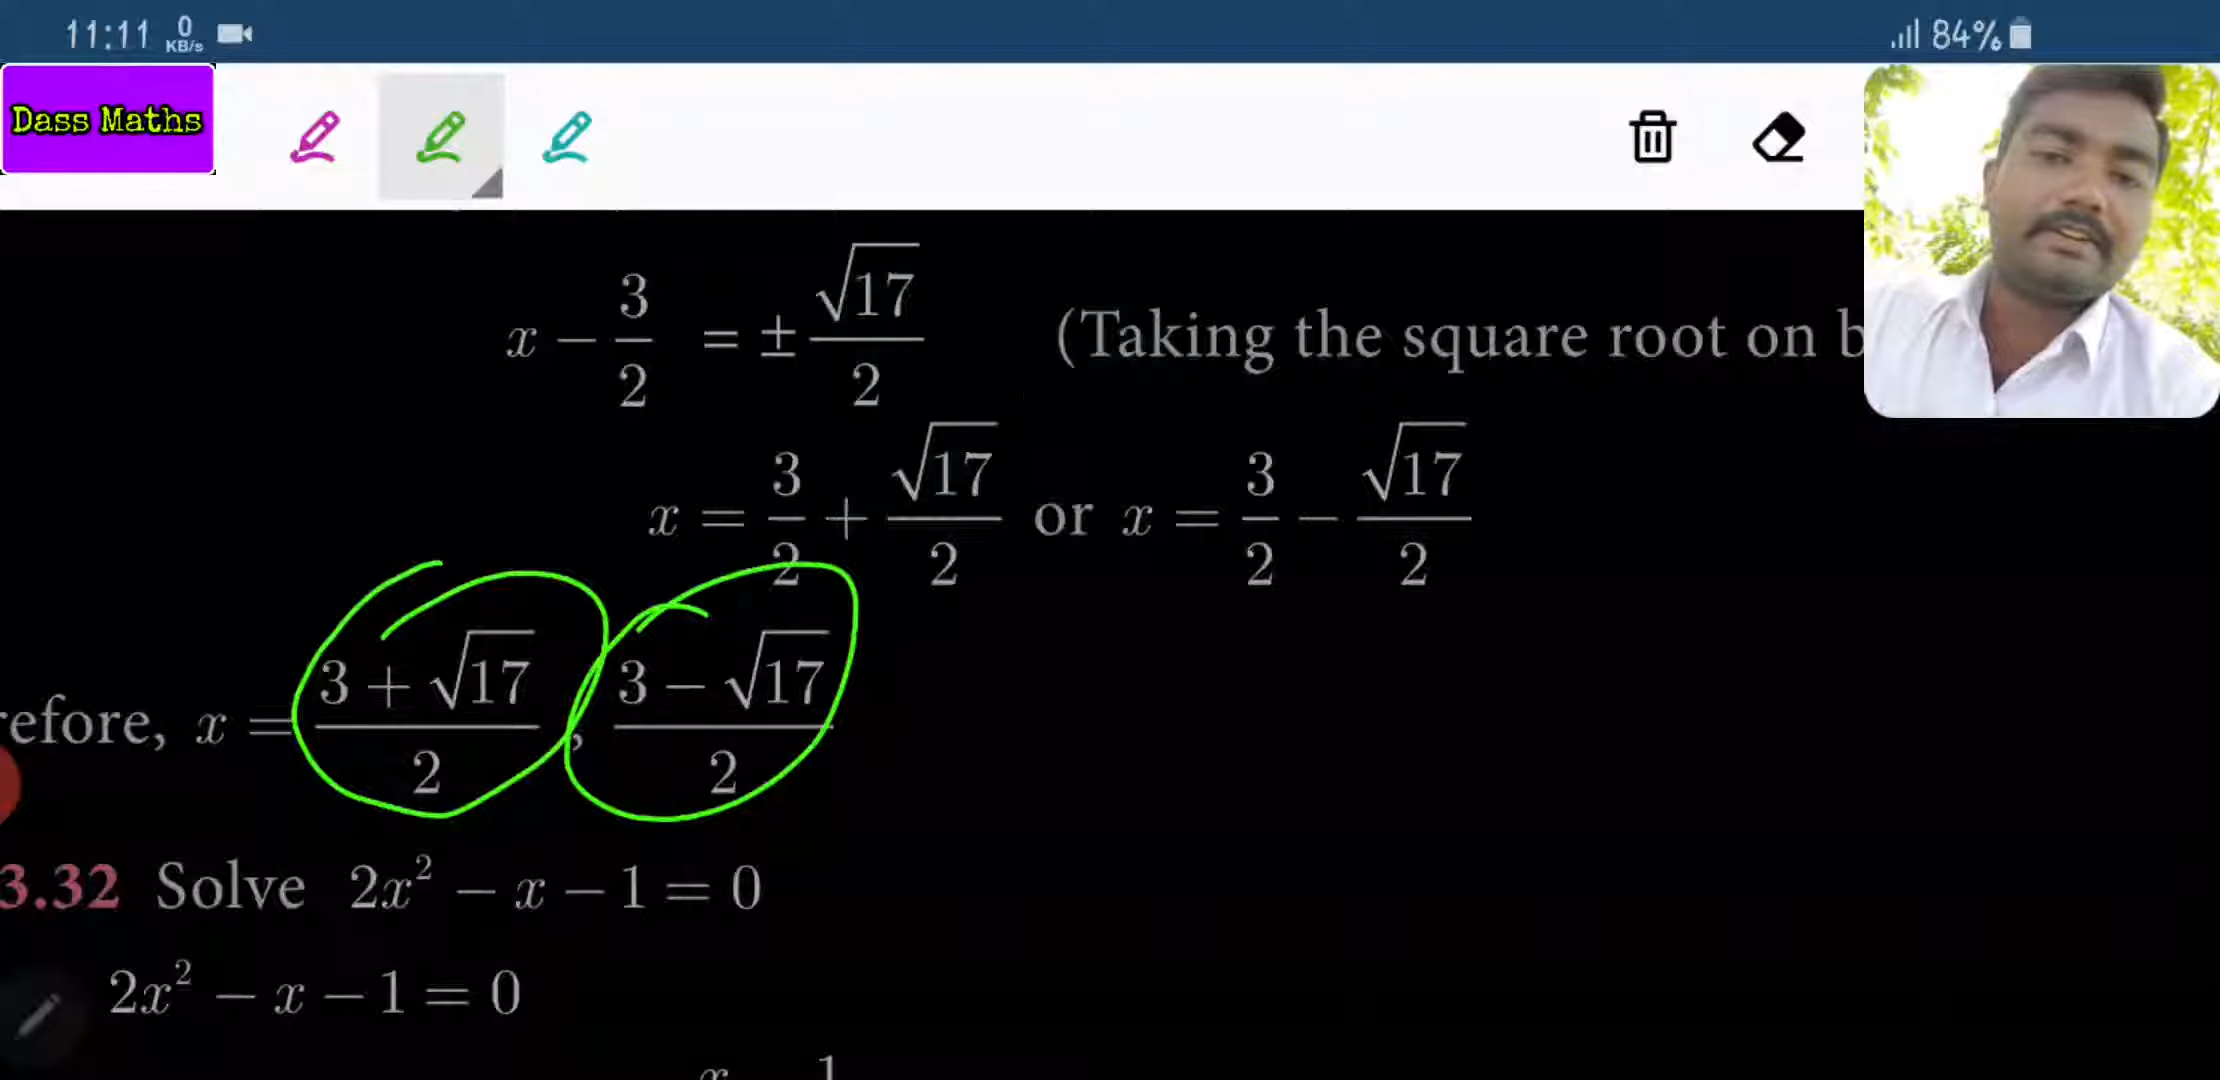 11:11 0 KB/s 84%
Dass Maths
x − 3/2 = ± √17/2 (Taking the square root on
x = 3/2 + √17/2 or x = 3/2 − √17/2
refore, x = (3 + √17)/2 , (3 − √17)/2
3.32 Solve 2x² − x − 1 = 0
2x² − x − 1 = 0